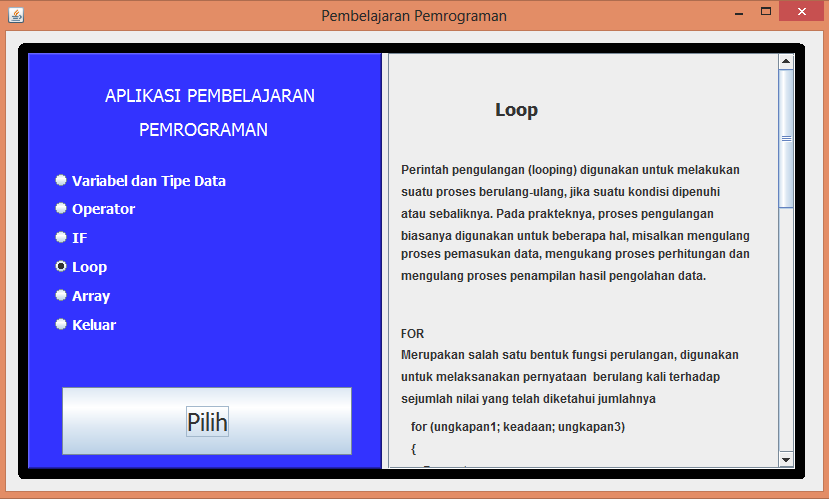 Pembelajaran Pemrograman
APLIKASI PEMBELAJARAN
PEMROGRAMAN
Variabel dan Tipe Data
Operator
IF
Loop
Array
Keluar
Pilih
Loop
Perintah pengulangan (looping) digunakan untuk melakukan
suatu proses berulang-ulang, jika suatu kondisi dipenuhi
atau sebaliknya. Pada prakteknya, proses pengulangan
biasanya digunakan untuk beberapa hal, misalkan mengulang
proses pemasukan data, mengukang proses perhitungan dan
mengulang proses penampilan hasil pengolahan data.
FOR
Merupakan salah satu bentuk fungsi perulangan, digunakan
untuk melaksanakan pernyataan  berulang kali terhadap
sejumlah nilai yang telah diketahui jumlahnya
for (ungkapan1; keadaan; ungkapan3)
{